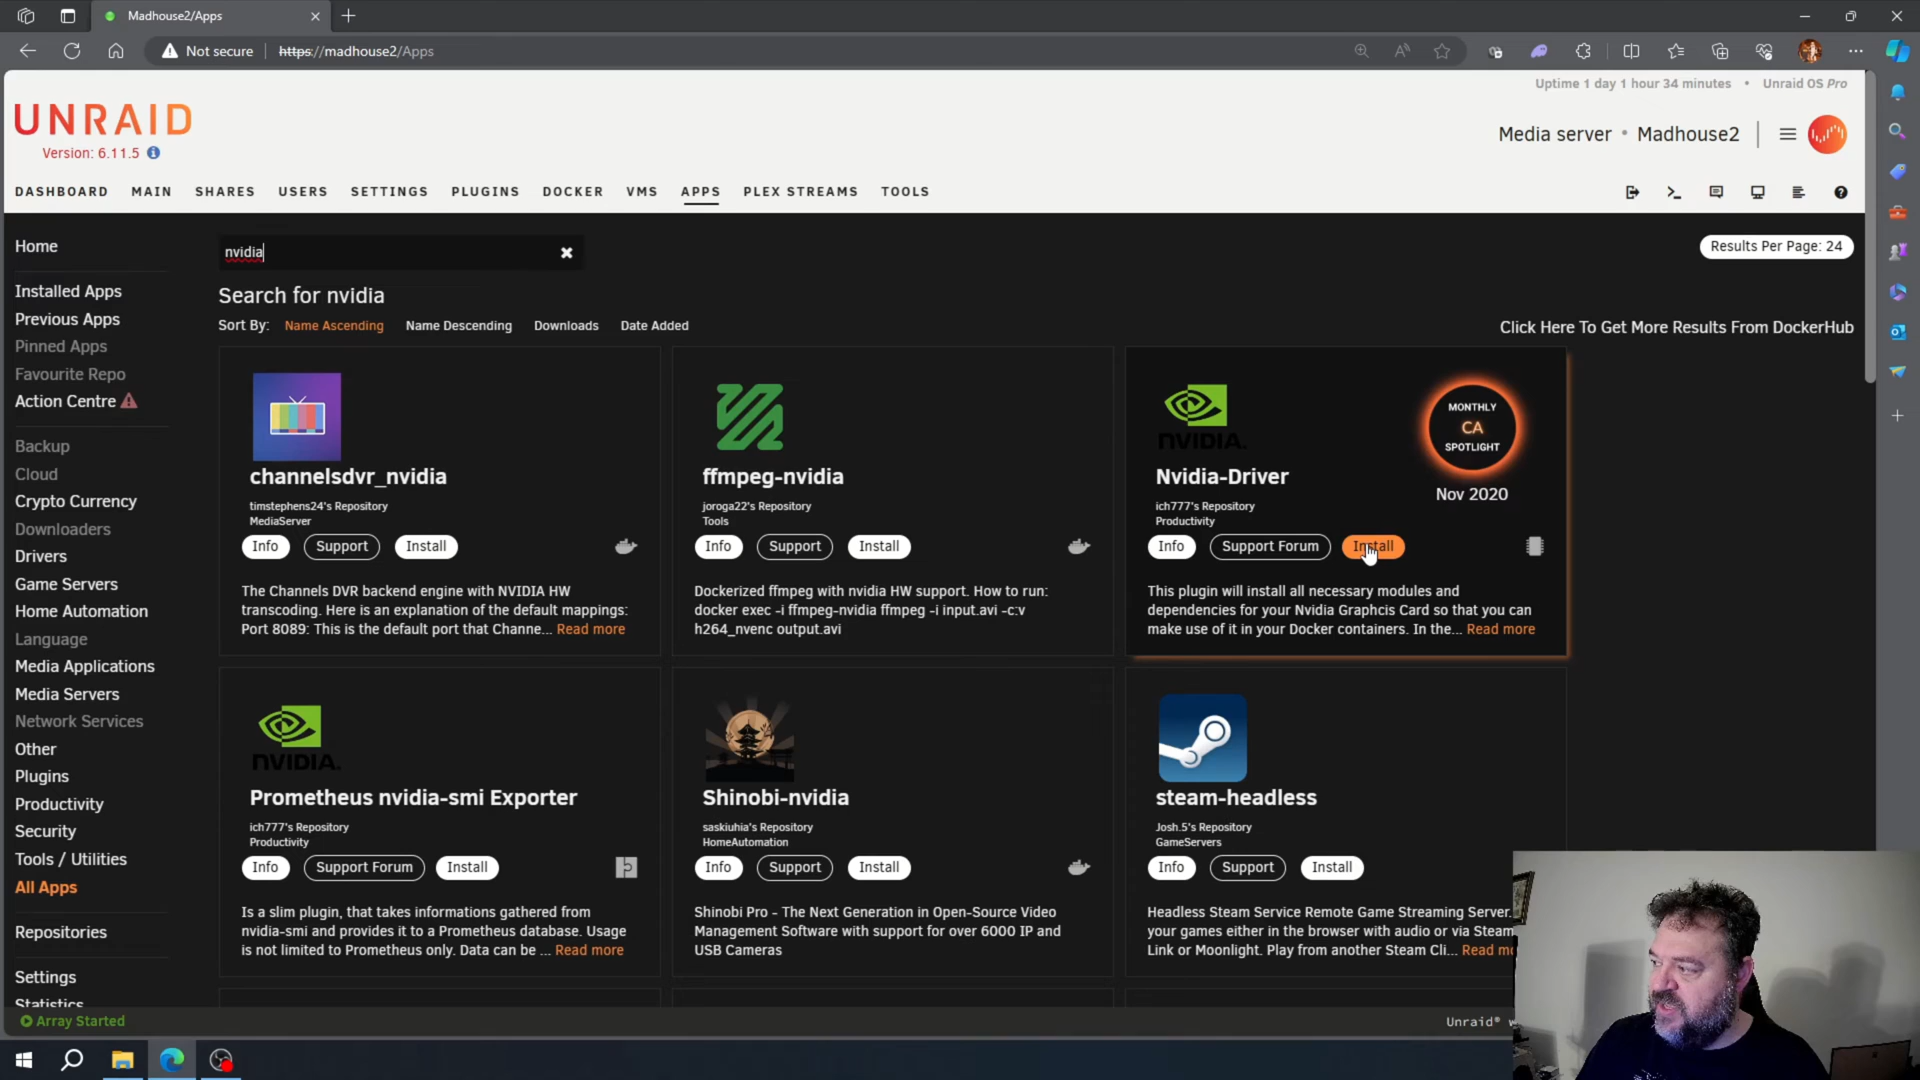 Madhouse2/Apps
Not secure
https://madhouse2/Apps
Uptime 1 day 1 hour 34 minutes • Unraid OS Pro
UNRAID
Version: 6.11.5
Media server • Madhouse2
DASHBOARD MAIN SHARES USERS SETTINGS PLUGINS DOCKER VMS APPS PLEX STREAMS TOOLS
Home
Installed Apps
Previous Apps
Pinned Apps
Favourite Repo
Action Centre
Backup
Cloud
Crypto Currency
Downloaders
Drivers
Game Servers
Home Automation
Language
Media Applications
Media Servers
Network Services
Other
Plugins
Productivity
Security
Tools / Utilities
All Apps
Repositories
Settings
Statistics
nvidia
Results Per Page: 24
Search for nvidia
Sort By: Name Ascending Name Descending Downloads Date Added
Click Here To Get More Results From DockerHub
channelsdvr_nvidia
timstephens24's Repository
MediaServer
Info Support Install
The Channels DVR backend engine with NVIDIA HW
transcoding. Here is an explanation of the default mappings:
Port 8089: This is the default port that Channe... Read more
ffmpeg-nvidia
joroga22's Repository
Tools
Info Support Install
Dockerized ffmpeg with nvidia HW support. How to run:
docker exec -i ffmpeg-nvidia ffmpeg -i input.avi -c:v
h264_nvenc output.avi
NVIDIA.
MONTHLY
CA
SPOTLIGHT
Nov 2020
Nvidia-Driver
ich777's Repository
Productivity
Info Support Forum Install
This plugin will install all necessary modules and
dependencies for your Nvidia Graphcis Card so that you can
make use of it in your Docker containers. In the... Read more
NVIDIA.
Prometheus nvidia-smi Exporter
ich777's Repository
Productivity
Info Support Forum Install
Is a slim plugin, that takes informations gathered from
nvidia-smi and provides it to a Prometheus database. Usage
is not limited to Prometheus only. Data can be ... Read more
Shinobi-nvidia
saskiuhia's Repository
HomeAutomation
Info Support Install
Shinobi Pro - The Next Generation in Open-Source Video
Management Software with support for over 6000 IP and
USB Cameras
steam-headless
Josh.5's Repository
GameServers
Info Support Install
Headless Steam Service Remote Game Streaming Server.
your games either in the browser with audio or via Steam
Link or Moonlight. Play from another Steam Cli... Read
Array Started
Unraid®